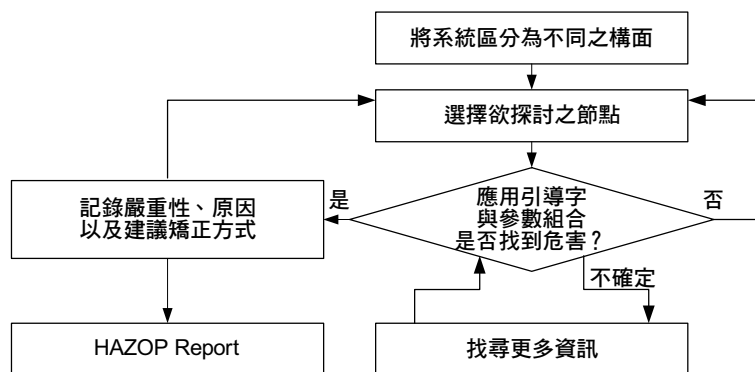 將系統區分為不同之構面
選擇欲探討之節點
應用引導字
與參數組合
是否找到危害？
是
否
記錄嚴重性、原因
以及建議矯正方式
不確定
HAZOP Report
找尋更多資訊